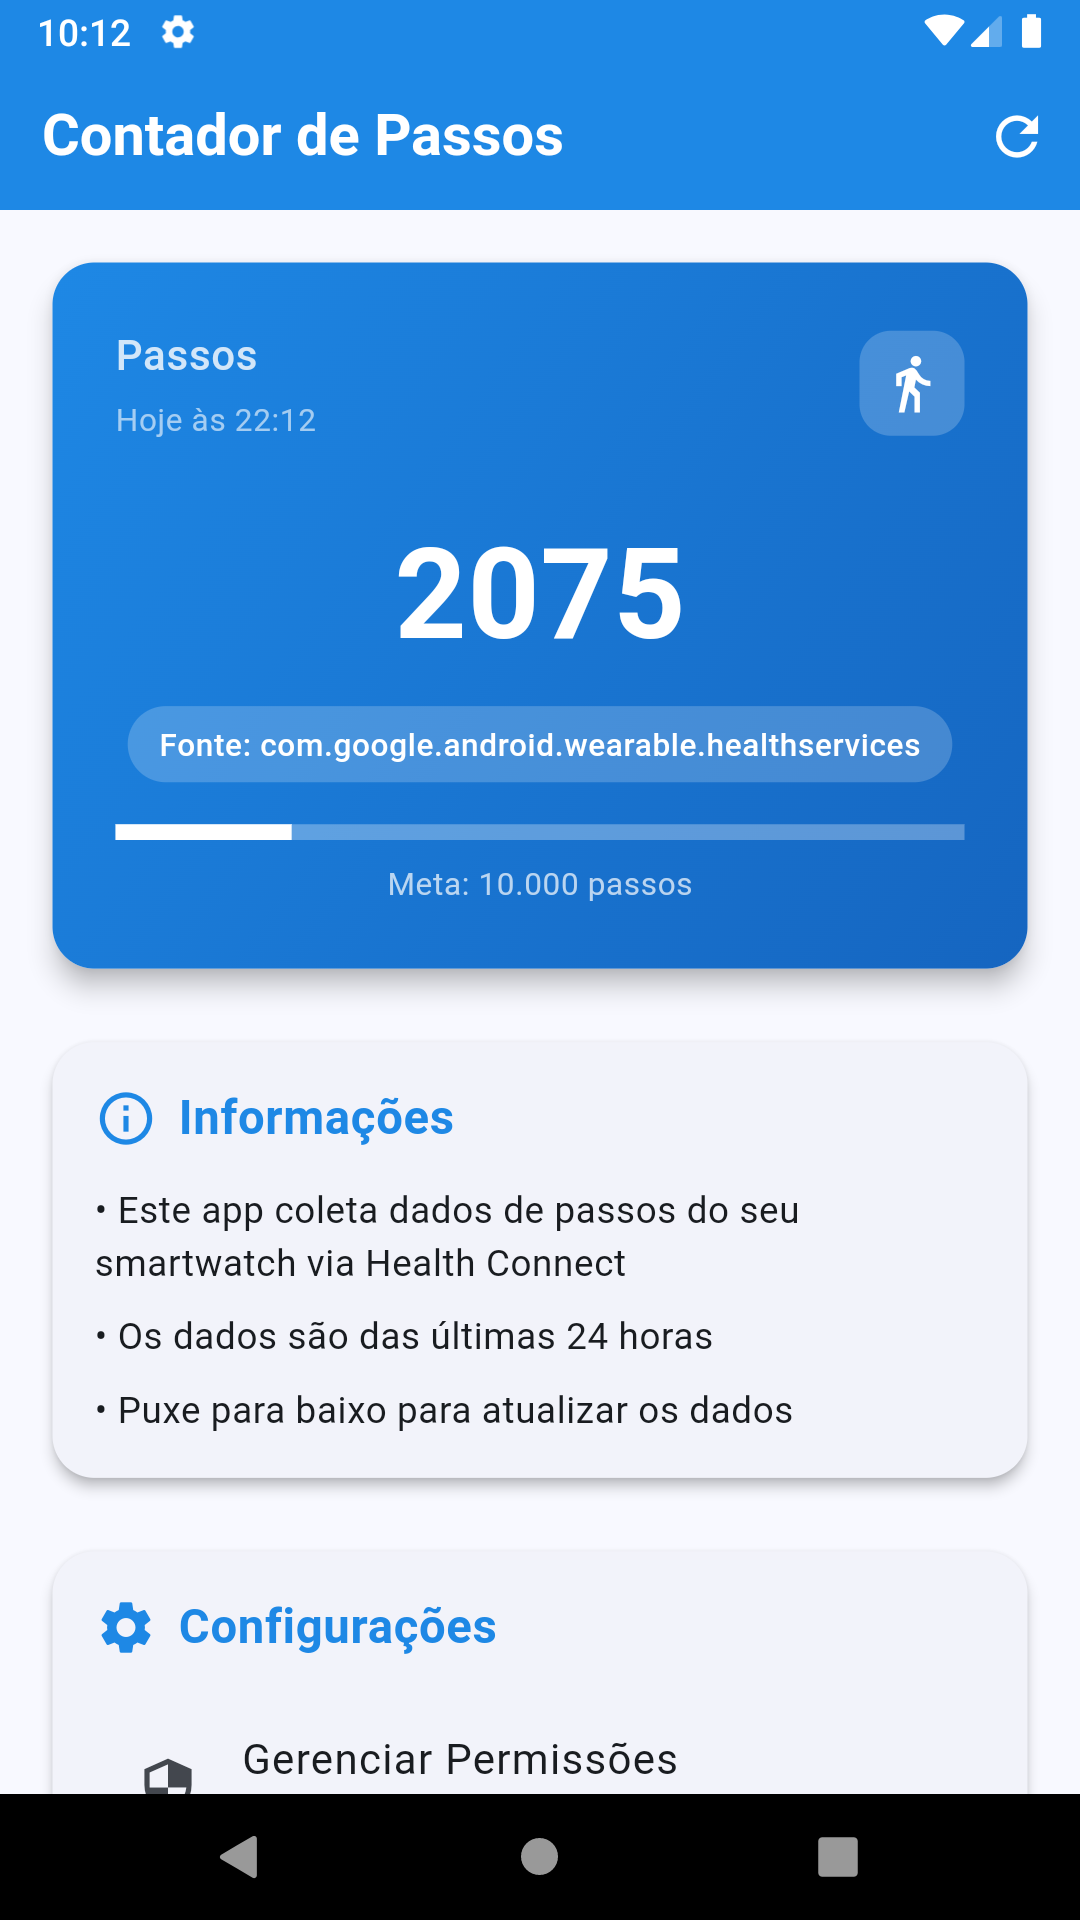 10:12
Contador de Passos
Passos
Hoje às 22:12
2075
Fonte: com.google.android.wearable.healthservices
Meta: 10.000 passos
Informações
• Este app coleta dados de passos do seu
smartwatch via Health Connect
• Os dados são das últimas 24 horas
• Puxe para baixo para atualizar os dados
Configurações
Gerenciar Permissões